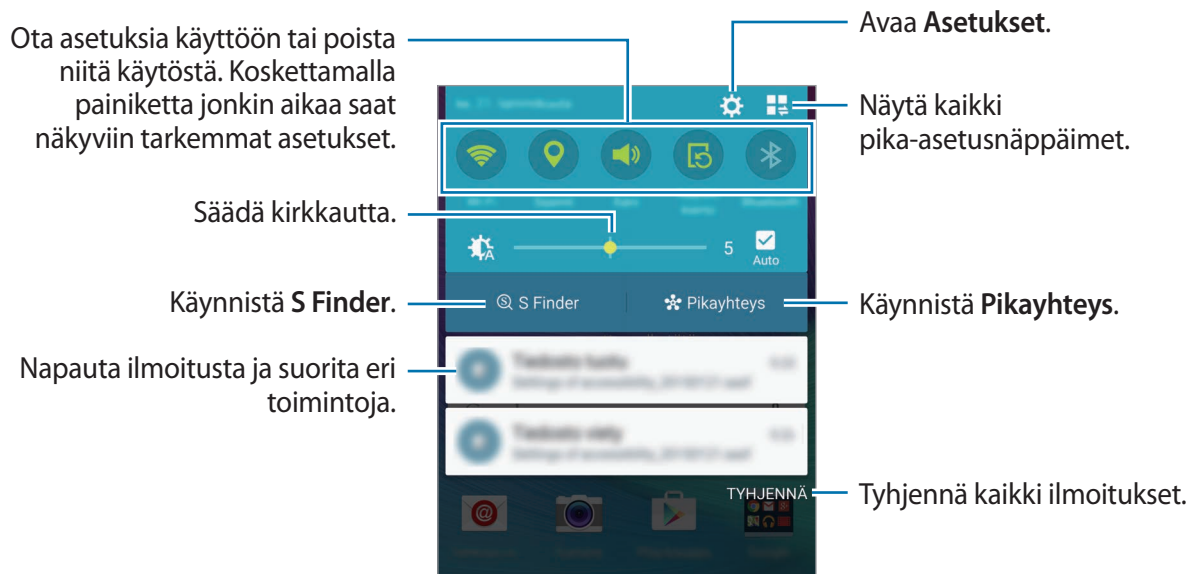 Ota asetuksia käyttöön tai poista
niitä käytöstä. Koskettamalla
painiketta jonkin aikaa saat
näkyviin tarkemmat asetukset.
Avaa Asetukset.
Näytä kaikki
pika-asetusnäppäimet.
Säädä kirkkautta.
5
Auto
Käynnistä S Finder.
S Finder
Pikayhteys
Käynnistä Pikayhteys.
Napauta ilmoitusta ja suorita eri
toimintoja.
TYHJENNÄ
Tyhjennä kaikki ilmoitukset.